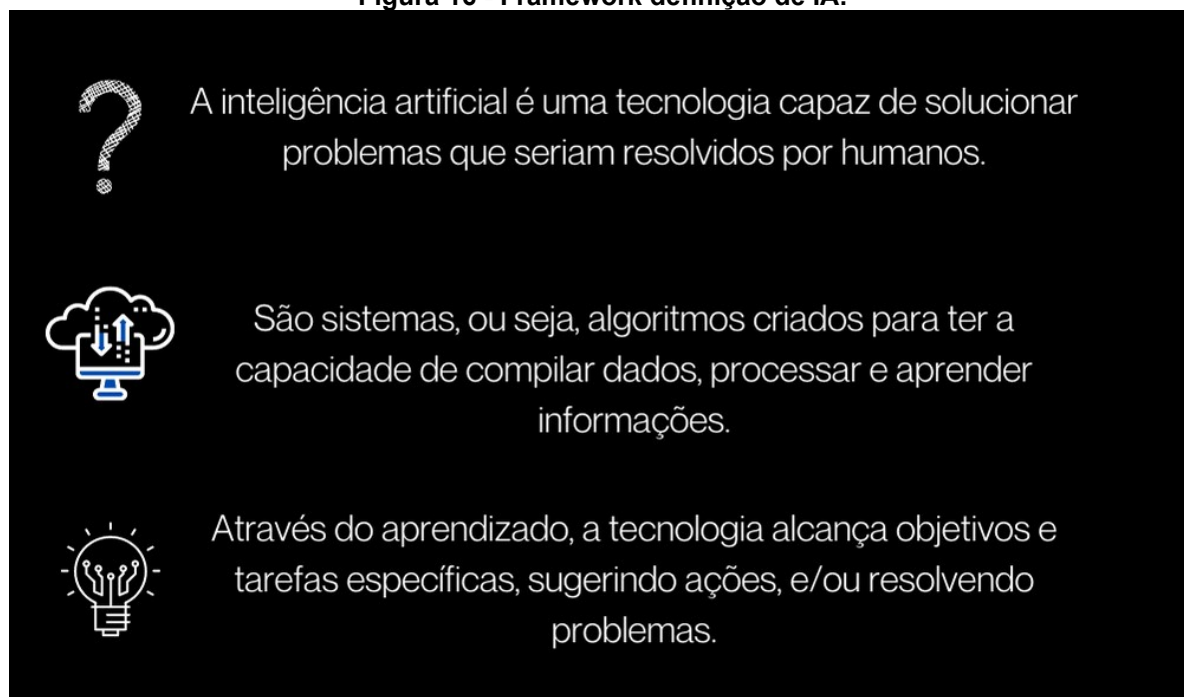 Framework definição de IA.
A inteligência artificial é uma tecnologia capaz de solucionar
problemas que seriam resolvidos por humanos.
São sistemas, ou seja, algoritmos criados para ter a
capacidade de compilar dados, processar e aprender
informações.
Através do aprendizado, a tecnologia alcança objetivos e
tarefas específicas, sugerindo ações, e/ou resolvendo
problemas.